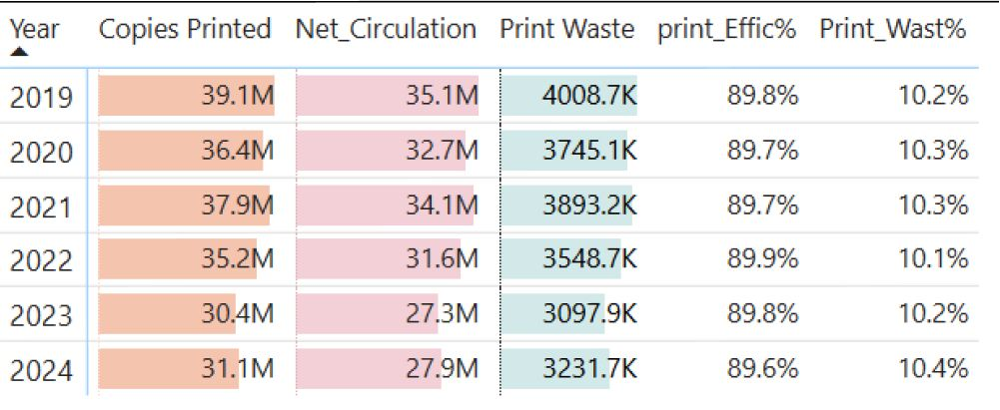 Year Copies Printed Net_Circulation Print Waste print_Effic% Print_Wast%
2019 39.1M 35.1M 4008.7K 89.8% 10.2%
2020 36.4M 32.7M 3745.1K 89.7% 10.3%
2021 37.9M 34.1M 3893.2K 89.7% 10.3%
2022 35.2M 31.6M 3548.7K 89.9% 10.1%
2023 30.4M 27.3M 3097.9K 89.8% 10.2%
2024 31.1M 27.9M 3231.7K 89.6% 10.4%